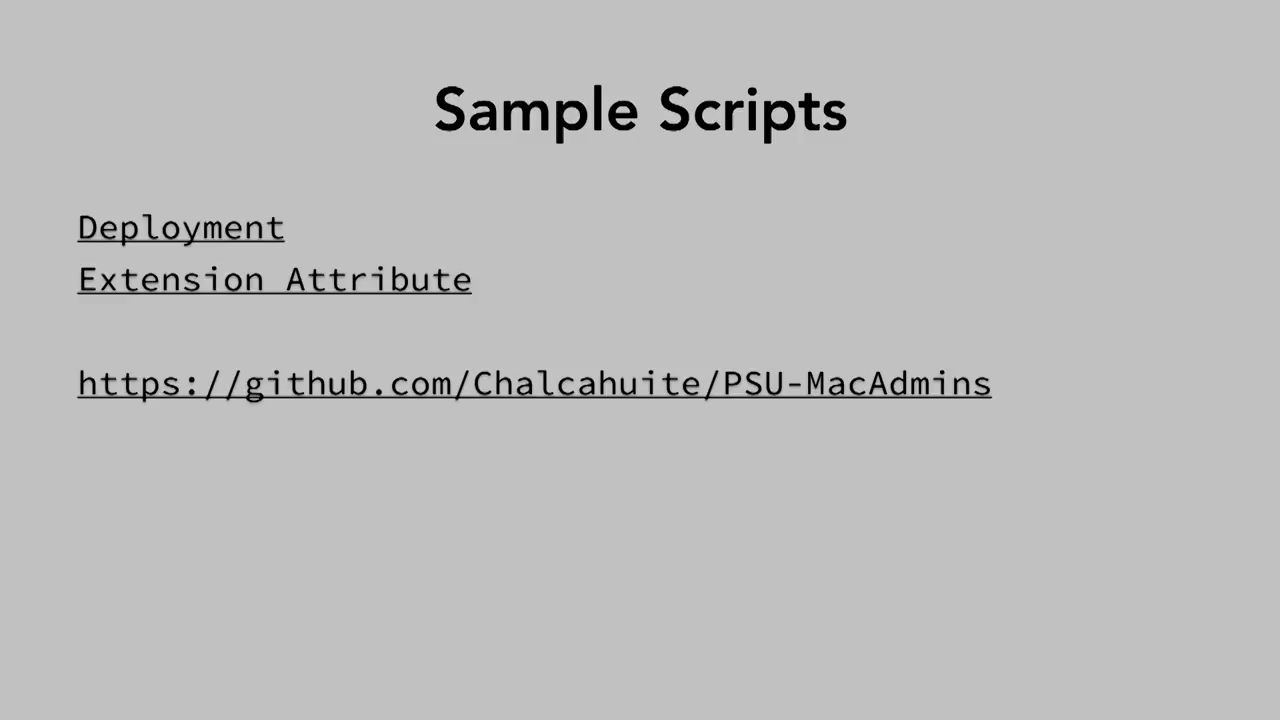 Sample Scripts
Deployment
Extension Attribute
https://github.com/Chalcahuite/PSU-MacAdmins